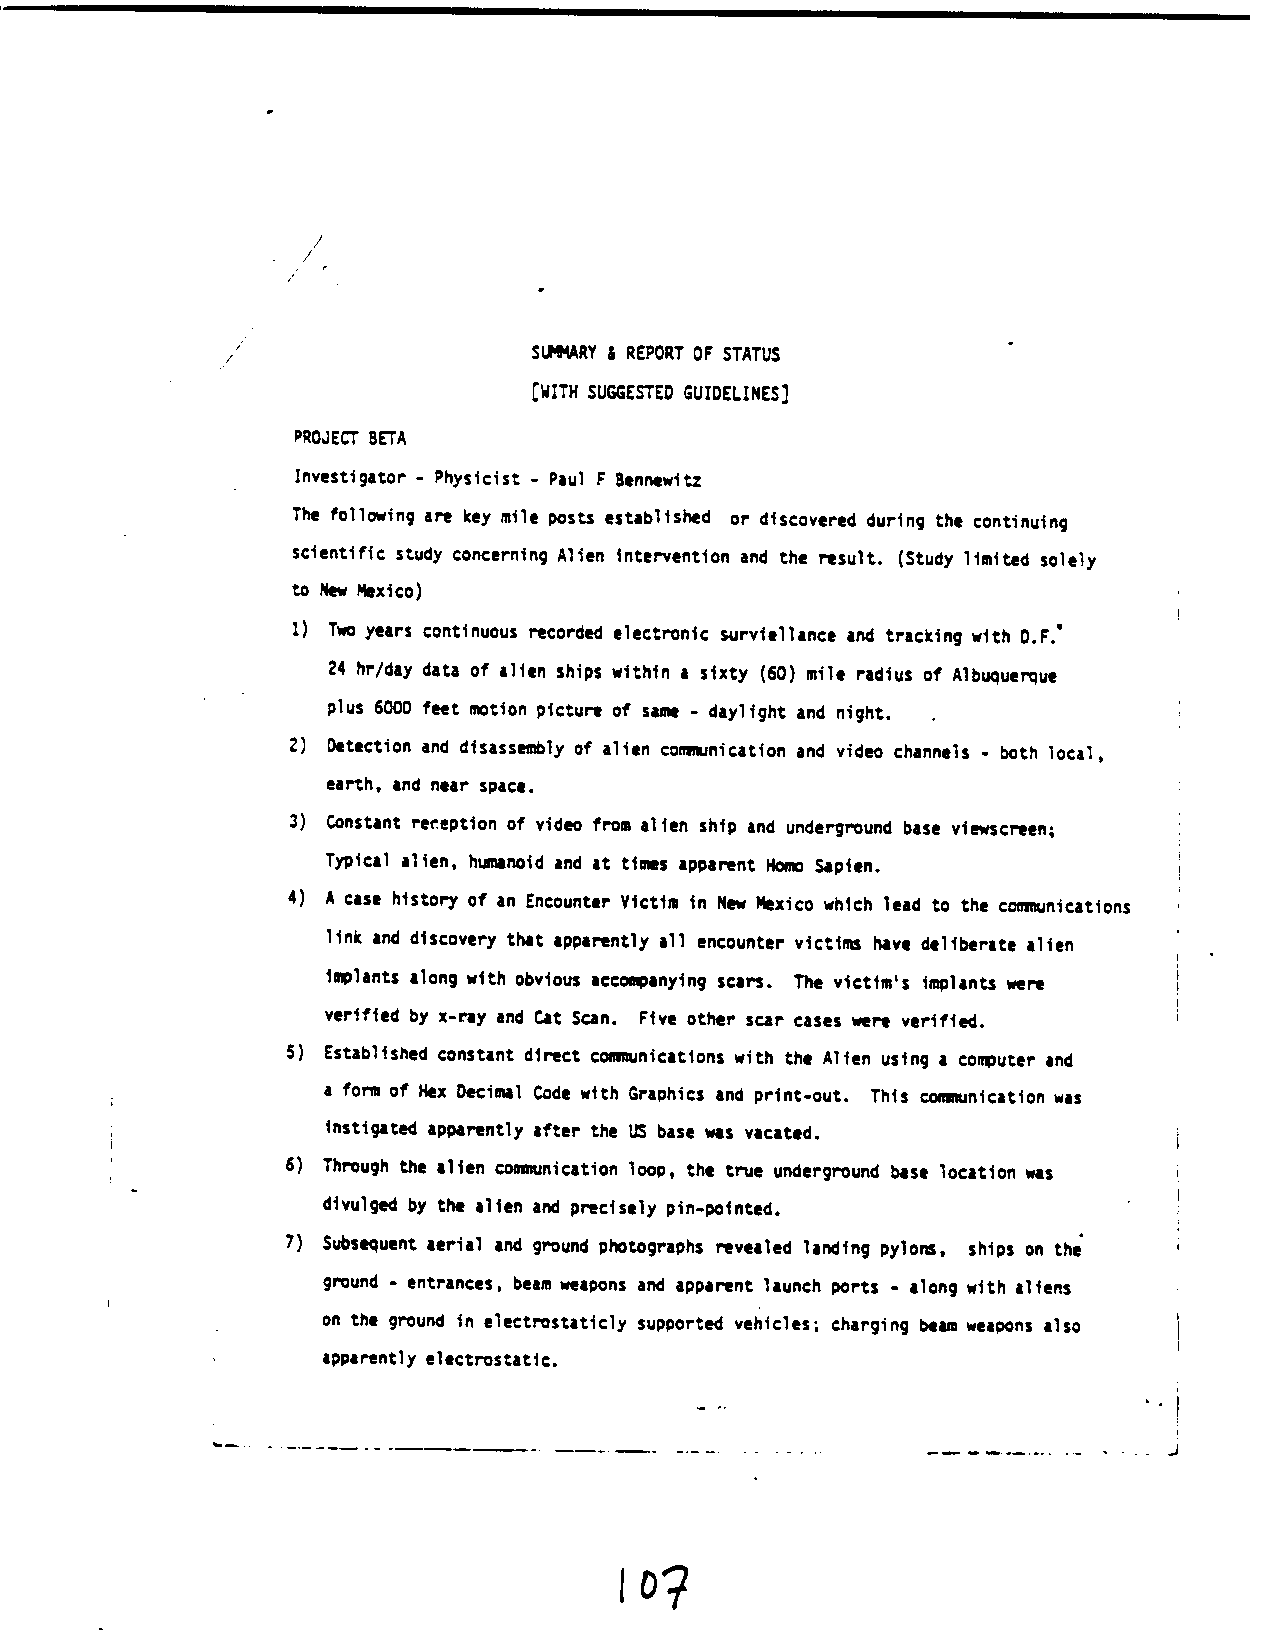 SUMMARY & REPORT OF STATUS
[WITH SUGGESTED GUIDELINES]
PROJECT BETA
Investigator - Physicist - Paul F Bennewitz
The following are key mile posts established or discovered during the continuing
scientific study concerning Alien intervention and the result. (Study limited solely
to New Mexico)
1) Two years continuous recorded electronic surviellance and tracking with D.F.
24 hr/day data of alien ships within a sixty (60) mile radius of Albuquerque
plus 6000 feet motion picture of same - daylight and night.
2) Detection and disassembly of alien communication and video channels - both local,
earth, and near space.
3) Constant reception of video from alien ship and underground base viewscreen;
Typical alien, humanoid and at times apparent Homo Sapien.
4) A case history of an Encounter Victim in New Mexico which lead to the communications
link and discovery that apparently all encounter victims have deliberate alien
implants along with obvious accompanying scars. The victim's implants were
verified by x-ray and Cat Scan. Five other scar cases were verified.
5) Established constant direct communications with the Alien using a computer and
a form of Hex Decimal Code with Graphics and print-out. This communication was
instigated apparently after the US base was vacated.
6) Through the alien communication loop, the true underground base location was
divulged by the alien and precisely pin-pointed.
7) Subsequent aerial and ground photographs revealed landing pylons, ships on the
ground - entrances, beam weapons and apparent launch ports - along with aliens
on the ground in electrostaticly supported vehicles; charging beam weapons also
apparently electrostatic.
107